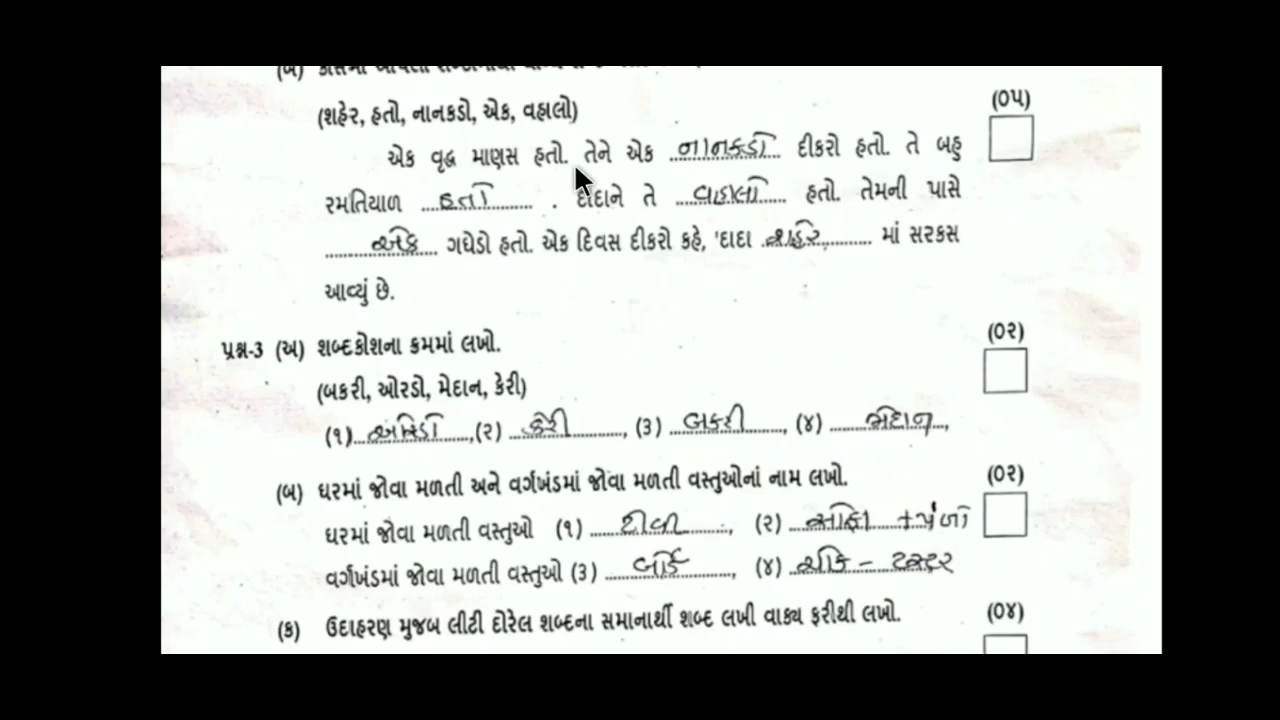 (શહેર, હતો, નાનકડો, એક, વહાલો)
(૦૫)
એક વૃદ્ધ માણસ હતો. તેને એક નાનકડો દીકરો હતો. તે બહુ
રમતિયાળ હતો . દાદાને તે વહાલો હતો. તેમની પાસે
એક ગધેડો હતો. એક દિવસ દીકરો કહે, 'દાદા શહેર માં સરકસ
આવ્યું છે.
પ્રશ્ન-૩ (અ) શબ્દકોશના ક્રમમાં લખો. (૦૨)
(બકરી, ઓરડો, મેદાન, કેરી)
(૧) ઓરડો, (૨) કેરી, (૩) બકરી, (૪) મેદાન,
(બ) ઘરમાં જોવા મળતી અને વર્ગખંડમાં જોવા મળતી વસ્તુઓનાં નામ લખો. (૦૨)
ઘરમાં જોવા મળતી વસ્તુઓ (૧) ટીવી, (૨) સોફા + પંખો
વર્ગખંડમાં જોવા મળતી વસ્તુઓ (૩) બોર્ડ, (૪) ચોક - ડસ્ટર
(ક) ઉદાહરણ મુજબ લીટી દોરેલ શબ્દના સમાનાર્થી શબ્દ લખી વાક્ય ફરીથી લખો. (૦૪)